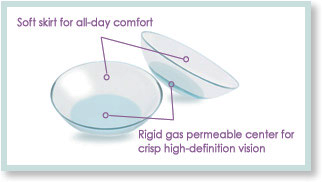 Soft skirt for all-day comfort
Rigid gas permeable center for
crisp high-definition vision